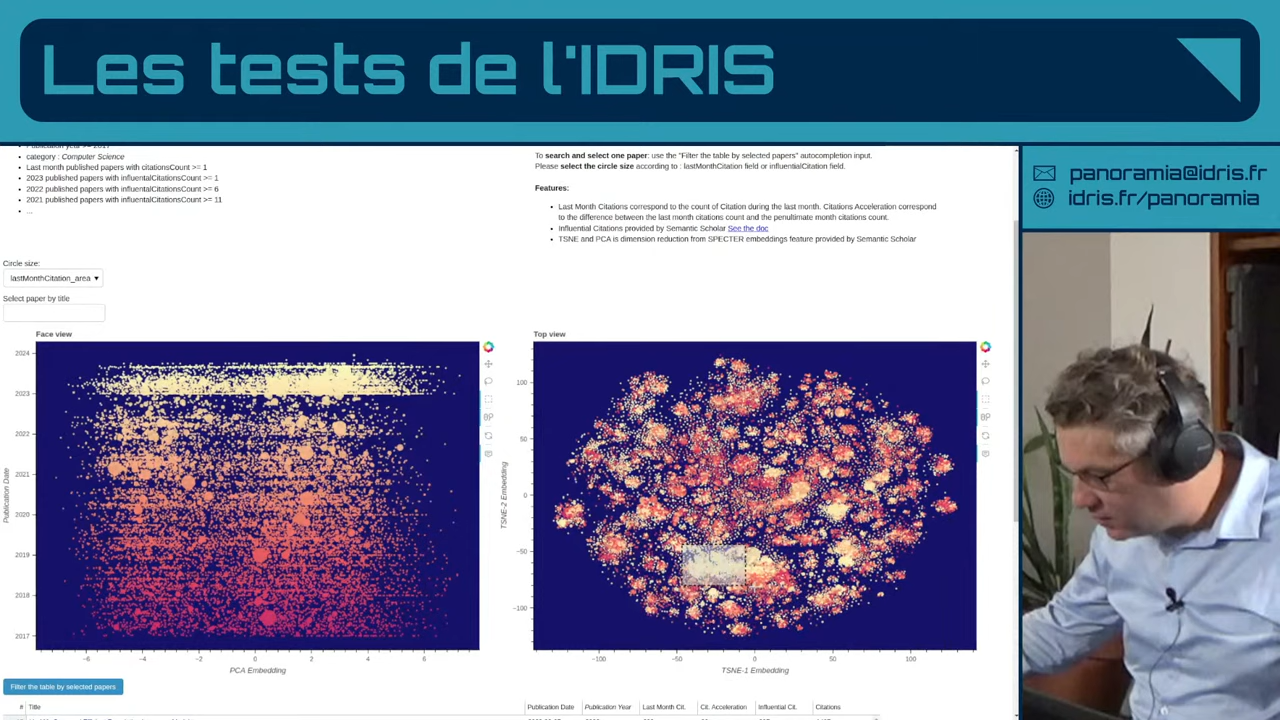 Les tests de l'IDRIS
panoramia@idris.fr
idris.fr/panoramia
Publication year >= 2017
category : Computer Science
Last month published papers with citationsCount >= 1
2023 published papers with influentalCitationsCount >= 1
2022 published papers with influentalCitationsCount >= 6
2021 published papers with influentalCitationsCount >= 11
...
To search and select one paper: use the "Filter the table by selected papers" autocompletion input.
Please select the circle size according to : lastMonthCitation field or influentialCitation field.
Features:
Last Month Citations correspond to the count of Citation during the last month. Citations Acceleration correspond
to the difference between the last month citations count and the penultimate month citations count.
Influential Citations provided by Semantic Scholar See the doc
TSNE and PCA is dimension reduction from SPECTER embeddings feature provided by Semantic Scholar
Circle size:
lastMonthCitation_area
Select paper by title
Face view
2024
2023
2022
2021
2020
2019
2018
2017
Publication Date
−6
−4
−2
0
2
4
6
PCA Embedding
Top view
100
50
0
−50
−100
TSNE-2 Embedding
−100
−50
0
50
100
TSNE-1 Embedding
Filter the table by selected papers
# Title Publication Date Publication Year Last Month Cit. Cit. Acceleration Influential Cit. Citations